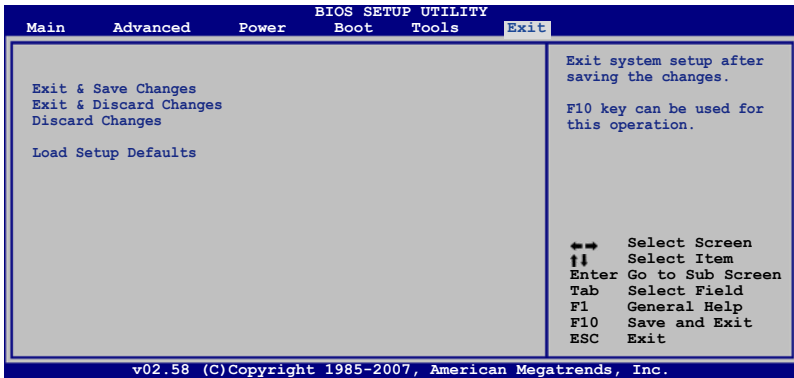 BIOS SETUP UTILITY
Main Advanced Power Boot Tools Exit
Exit & Save Changes
Exit & Discard Changes
Discard Changes
Load Setup Defaults
Exit system setup after
saving the changes.
F10 key can be used for
this operation.
←→ Select Screen
↑↓ Select Item
Enter Go to Sub Screen
Tab Select Field
F1 General Help
F10 Save and Exit
ESC Exit
v02.58 (C)Copyright 1985-2007, American Megatrends, Inc.